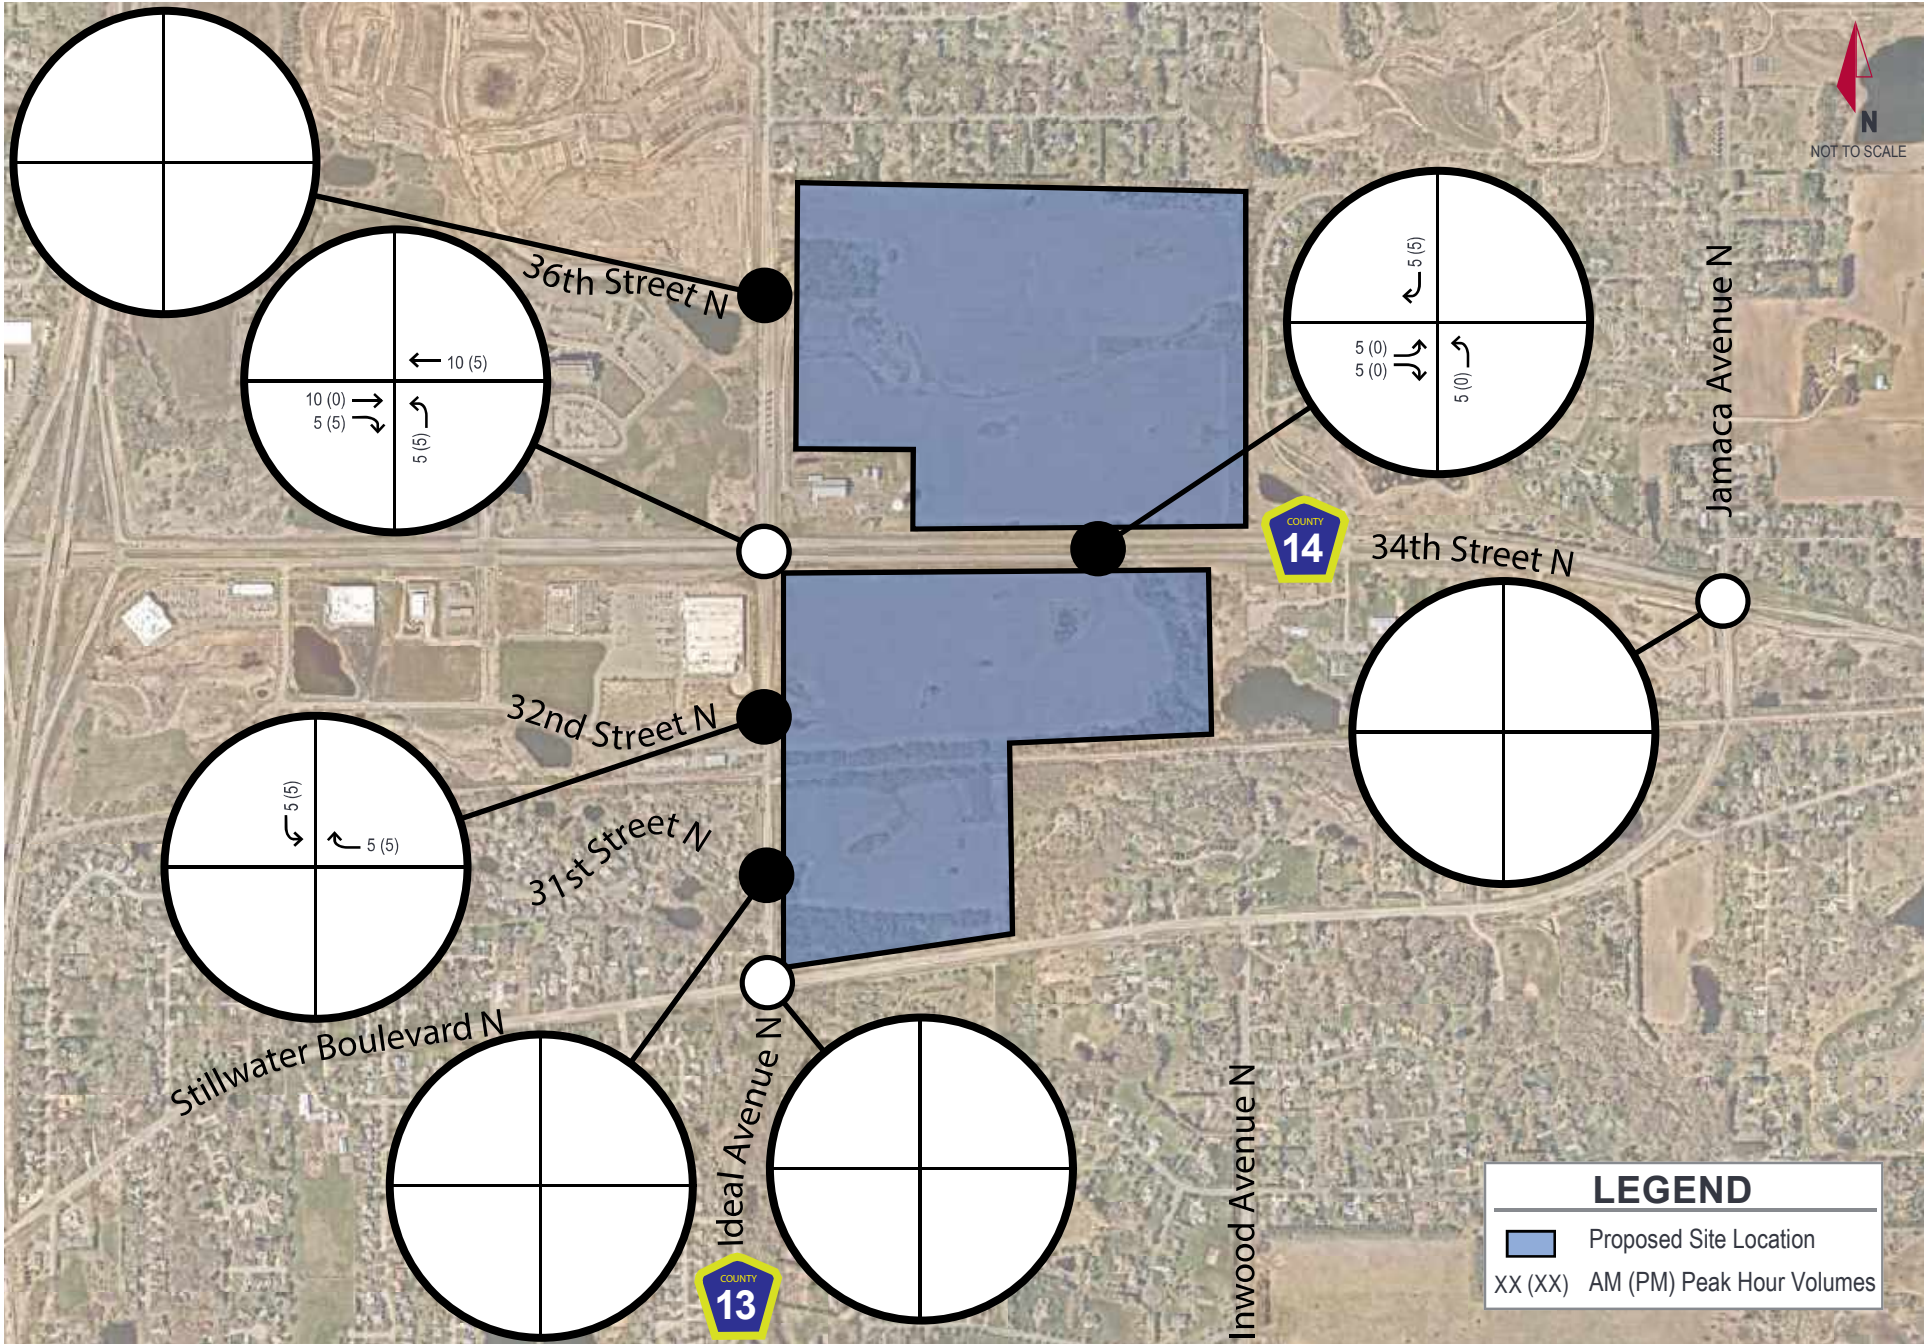 N
NOT TO SCALE
36th Street N
5 (5)
Jamaca Avenue N
10 (5)
10 (0)
5 (5)
5 (5)
5 (0)
5 (0)
5 (0)
COUNTY
14
34th Street N
32nd Street N
5 (5)
5 (5)
31st Street N
Stillwater Boulevard N
Ideal Avenue N
Inwood Avenue N
COUNTY
13
LEGEND
Proposed Site Location
XX (XX) AM (PM) Peak Hour Volumes